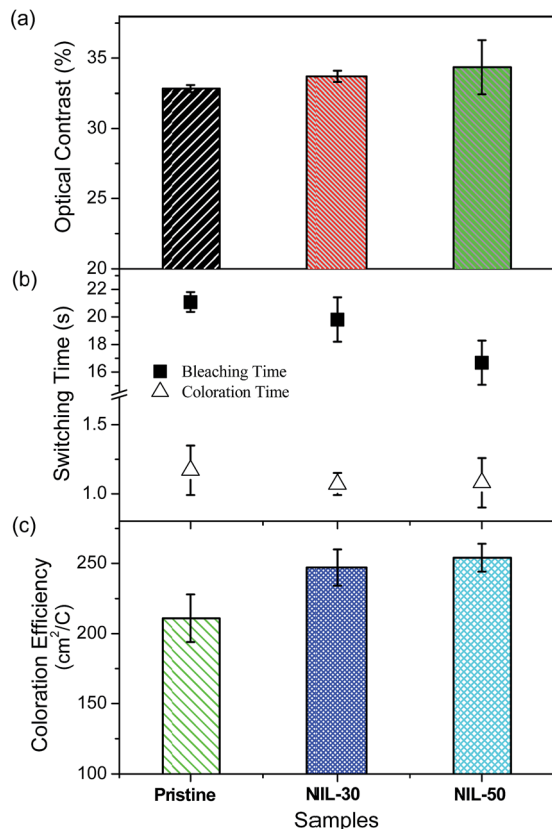 (a)
Optical Contrast (%)
35
30
25
20
(b)
Switching Time (s)
22
20
18
16
1.5
1.0
Bleaching Time
Coloration Time
(c)
Coloration Efficiency
(cm²/C)
250
200
150
100
Pristine
NIL-30
NIL-50
Samples